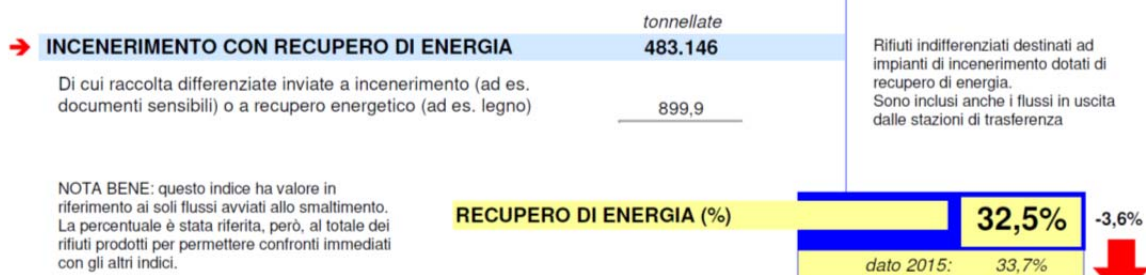 tonnellate
INCENERIMENTO CON RECUPERO DI ENERGIA 483.146
Di cui raccolta differenziate inviate a incenerimento (ad es.
documenti sensibili) o a recupero energetico (ad es. legno) 899,9
Rifiuti indifferenziati destinati ad
impianti di incenerimento dotati di
recupero di energia.
Sono inclusi anche i flussi in uscita
dalle stazioni di trasferenza
NOTA BENE: questo indice ha valore in
riferimento ai soli flussi avviati allo smaltimento.
La percentuale è stata riferita, però, al totale dei
rifiuti prodotti per permettere confronti immediati
con gli altri indici.
RECUPERO DI ENERGIA (%) 32,5% -3,6%
dato 2015: 33,7%